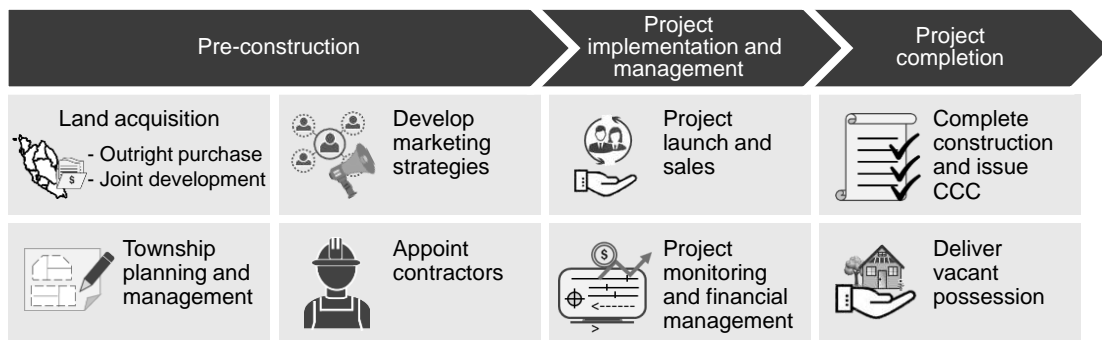 Pre-construction
Project
implementation and
management
Project
completion
Land acquisition
- Outright purchase
- Joint development
$
Develop
marketing
strategies
Project
launch and
sales
Complete
construction
and issue
CCC
Township
planning and
management
Appoint
contractors
$
<------
>
Project
monitoring
and financial
management
Deliver
vacant
possession